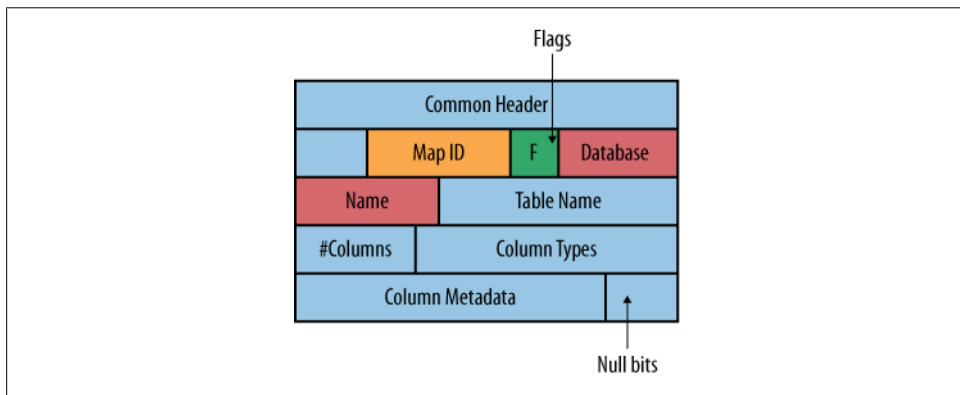 Flags
Common Header
Map ID F Database
Name Table Name
#Columns Column Types
Column Metadata
Null bits